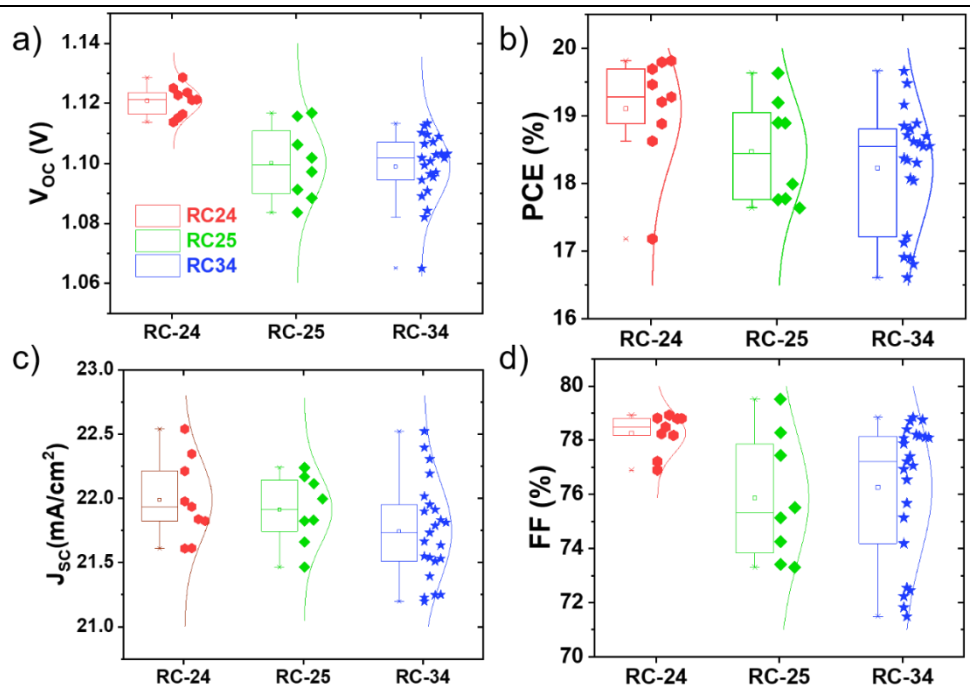 a)
V_OC (V)
1.14
1.12
1.10
1.08
1.06
RC24
RC25
RC34
RC-24
RC-25
RC-34
b)
PCE (%)
20
19
18
17
16
RC-24
RC-25
RC-34
c)
J_SC(mA/cm²)
23.0
22.5
22.0
21.5
21.0
RC-24
RC-25
RC-34
d)
FF (%)
80
78
76
74
72
70
RC-24
RC-25
RC-34